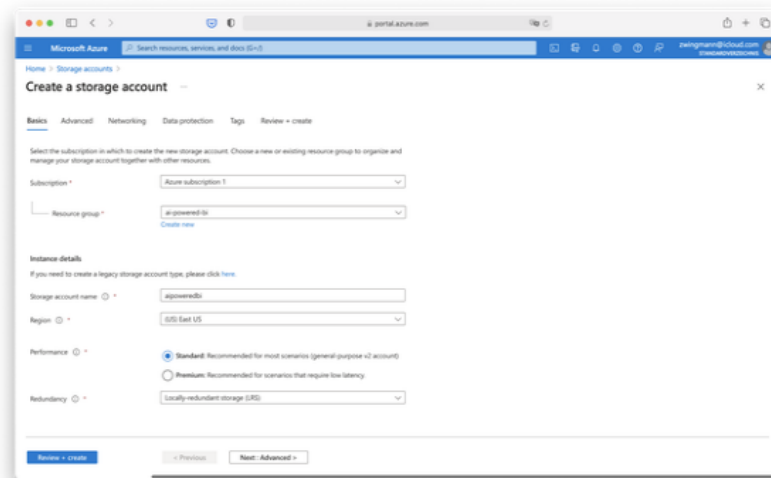 portal.azure.com
Microsoft Azure
Search resources, services, and docs (G+/)
zwingmann@icloud.com
STANDARDVERZEICHNIS
Home > Storage accounts >
Create a storage account ...
Basics Advanced Networking Data protection Tags Review + create
Select the subscription in which to create the new storage account. Choose a new or existing resource group to organize and
manage your storage account together with other resources.
Subscription *
Azure subscription 1
Resource group *
ai-powered-bi
Create new
Instance details
If you need to create a legacy storage account type, please click here.
Storage account name *
aipoweredbi
Region *
(US) East US
Performance *
Standard: Recommended for most scenarios (general-purpose v2 account)
Premium: Recommended for scenarios that require low latency.
Redundancy *
Locally-redundant storage (LRS)
Review + create
< Previous
Next : Advanced >